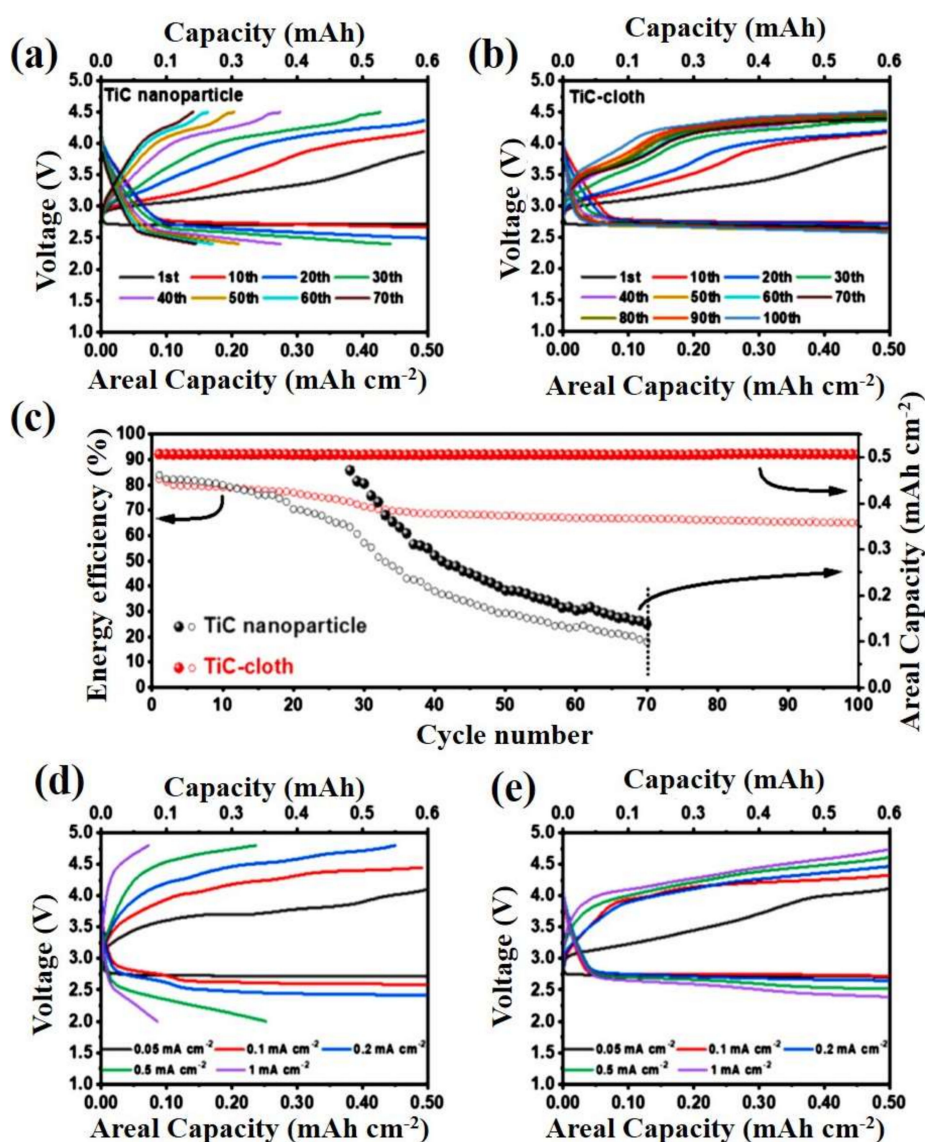 (a)
Capacity (mAh)
0.0 0.1 0.2 0.3 0.4 0.5 0.6
TiC nanoparticle
Voltage (V)
5.0
4.5
4.0
3.5
3.0
2.5
2.0
1.5
1.0
1st 10th 20th 30th
40th 50th 60th 70th
0.00 0.10 0.20 0.30 0.40 0.50
Areal Capacity (mAh cm⁻²)
(b)
Capacity (mAh)
0.0 0.1 0.2 0.3 0.4 0.5 0.6
TiC-cloth
Voltage (V)
5.0
4.5
4.0
3.5
3.0
2.5
2.0
1.5
1.0
1st 10th 20th 30th
40th 50th 60th 70th
80th 90th 100th
0.00 0.10 0.20 0.30 0.40 0.50
Areal Capacity (mAh cm⁻²)
(c)
Energy efficiency (%)
100
90
80
70
60
50
40
30
20
10
0
TiC nanoparticle
TiC-cloth
0.5
0.4
0.3
0.2
0.1
0.0
Areal Capacity (mAh cm⁻²)
0 10 20 30 40 50 60 70 80 90 100
Cycle number
(d)
Capacity (mAh)
0.0 0.1 0.2 0.3 0.4 0.5 0.6
Voltage (V)
5.0
4.5
4.0
3.5
3.0
2.5
2.0
1.5
1.0
0.05 mA cm⁻² 0.1 mA cm⁻² 0.2 mA cm⁻²
0.5 mA cm⁻² 1 mA cm⁻²
0.00 0.10 0.20 0.30 0.40 0.50
Areal Capacity (mAh cm⁻²)
(e)
Capacity (mAh)
0.0 0.1 0.2 0.3 0.4 0.5 0.6
Voltage (V)
5.0
4.5
4.0
3.5
3.0
2.5
2.0
1.5
1.0
0.05 mA cm⁻² 0.1 mA cm⁻² 0.2 mA cm⁻²
0.5 mA cm⁻² 1 mA cm⁻²
0.00 0.10 0.20 0.30 0.40 0.50
Areal Capacity (mAh cm⁻²)